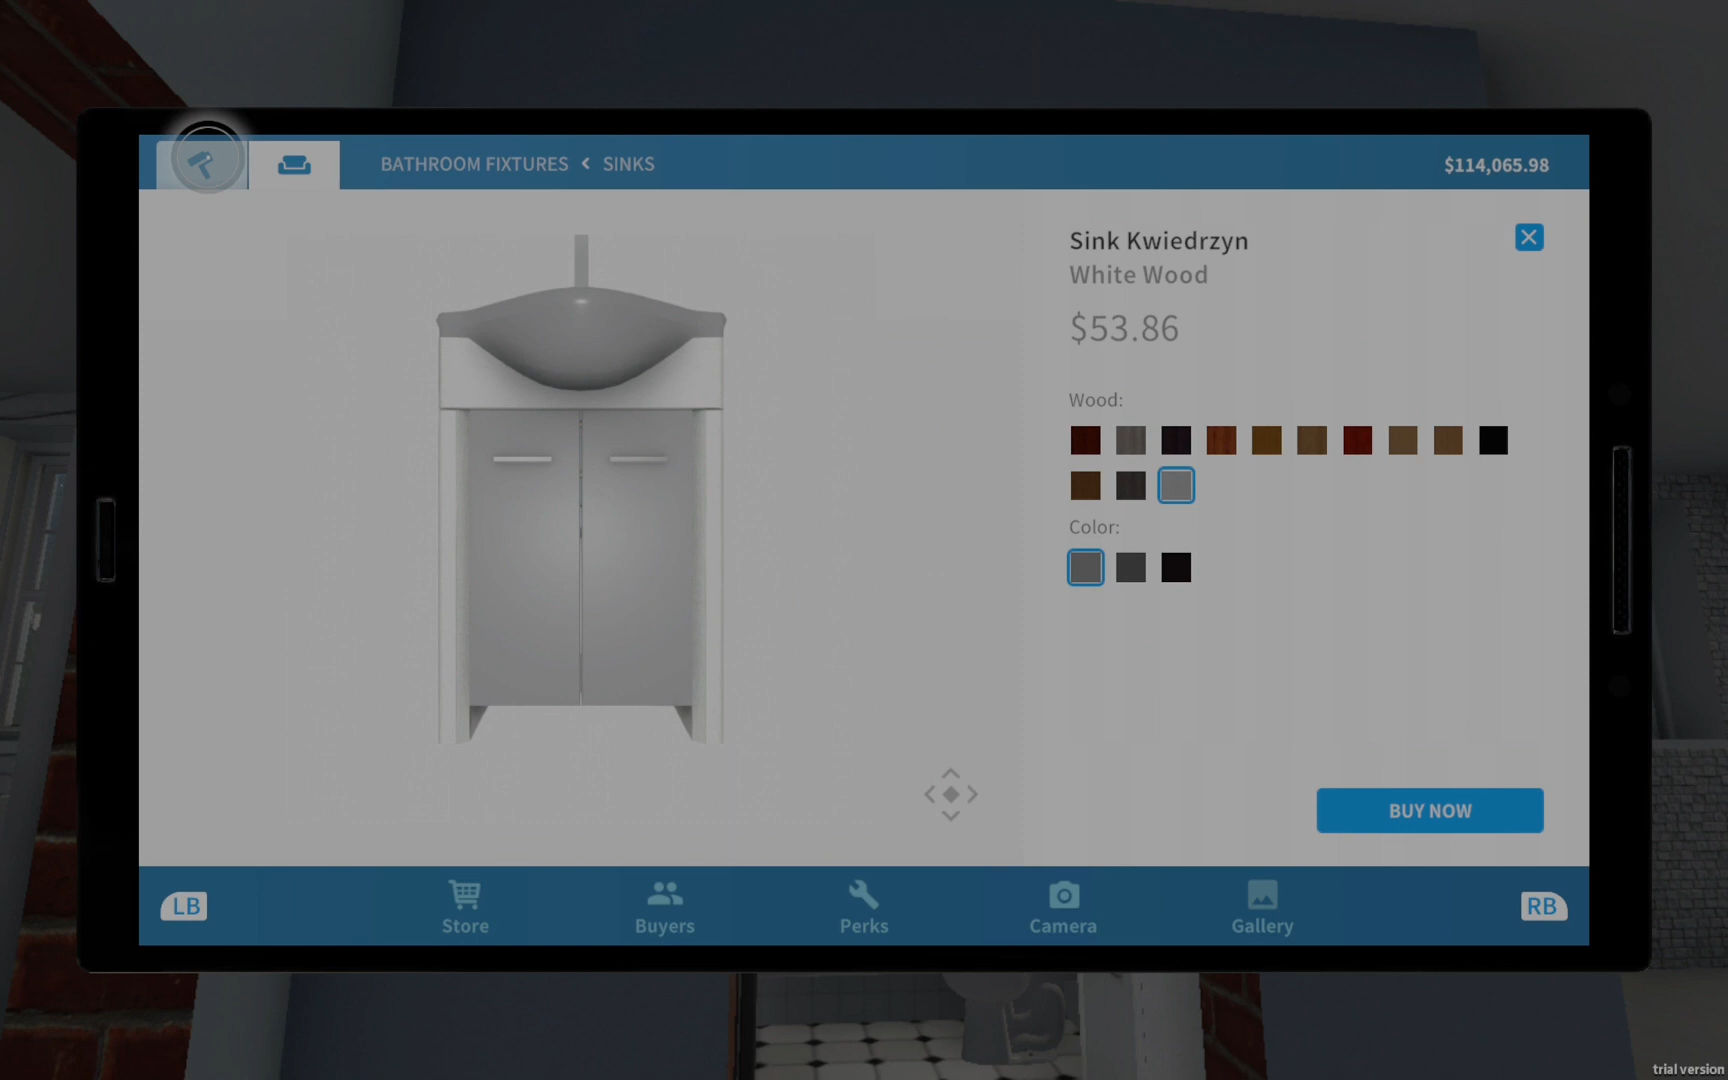 BATHROOM FIXTURES < SINKS
$114,065.98
Sink Kwiedrzyn
White Wood
$53.86
Wood:
Color:
BUY NOW
LB
Store
Buyers
Perks
Camera
Gallery
RB
trial version